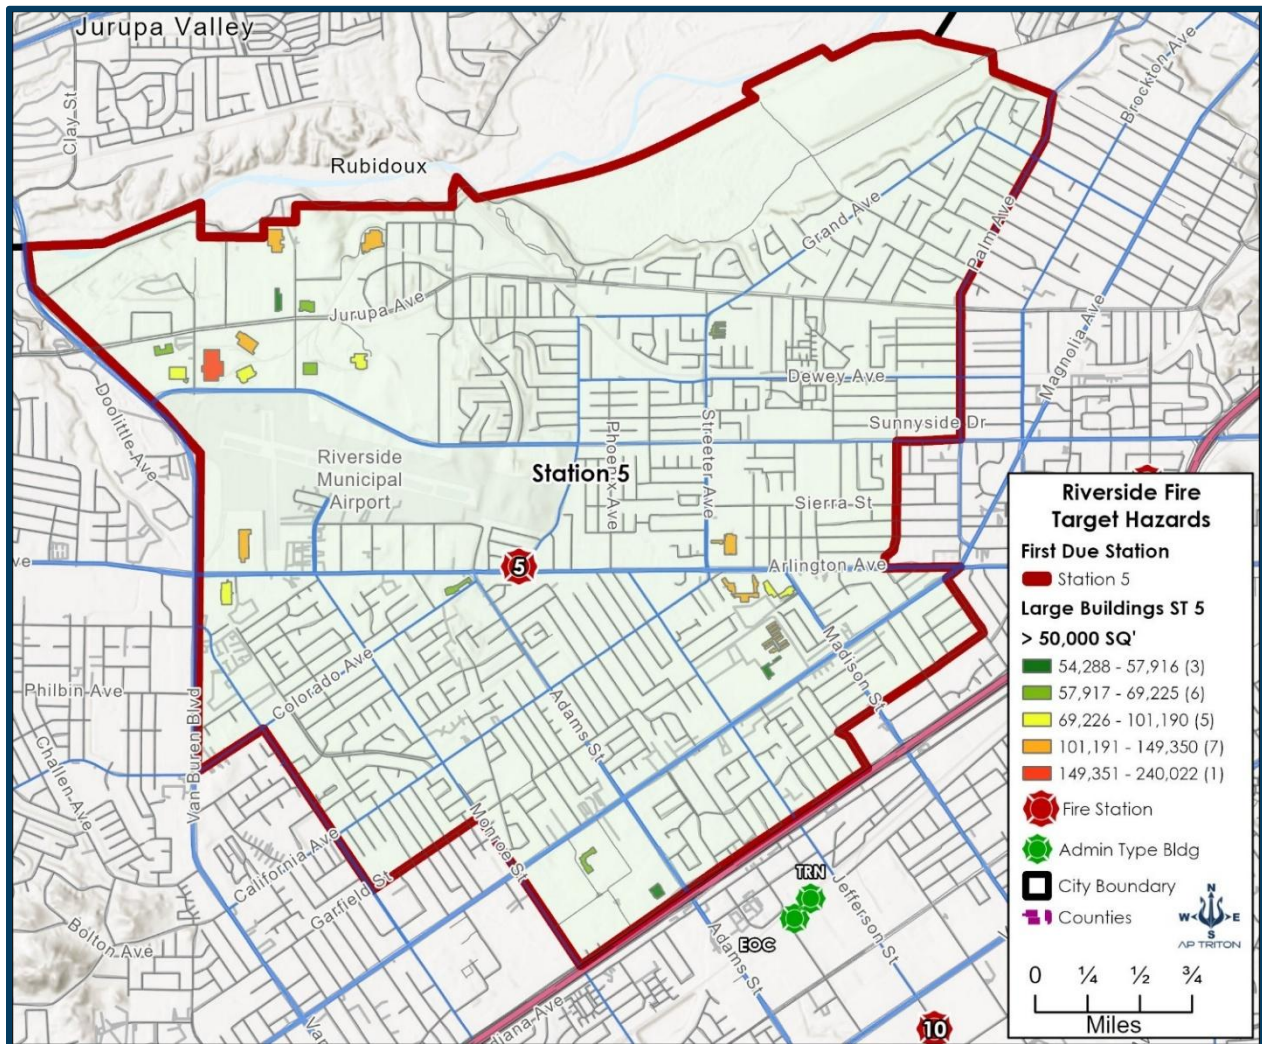 Jurupa Valley
Clay St
Brockton Ave
Rubidoux
Grand Ave
Palm Ave
Jurupa Ave
Magnolia Ave
Dewey Ave
Doolittle Ave
Sunnyside Dr
Streeter Ave
Phoenix Ave
Riverside
Municipal
Airport
Station 5
Sierra St
5
Arlington Ave
ve
Madison St
Colorado Ave
Philbin Ave
Adams St
Van Buren Blvd
Challen Ave
Monroe St
California Ave
Garfield St
Jefferson St
TRN
EOC
Adams St
Bolton Ave
Van
diana Ave
10
V
Riverside Fire
Target Hazards
First Due Station
Station 5
Large Buildings ST 5
> 50,000 SQ'
54,288 - 57,916 (3)
57,917 - 69,225 (6)
69,226 - 101,190 (5)
101,191 - 149,350 (7)
149,351 - 240,022 (1)
Fire Station
Admin Type Bldg
City Boundary
Counties
N
W E
S
AP TRITON
0 ¼ ½ ¾
Miles